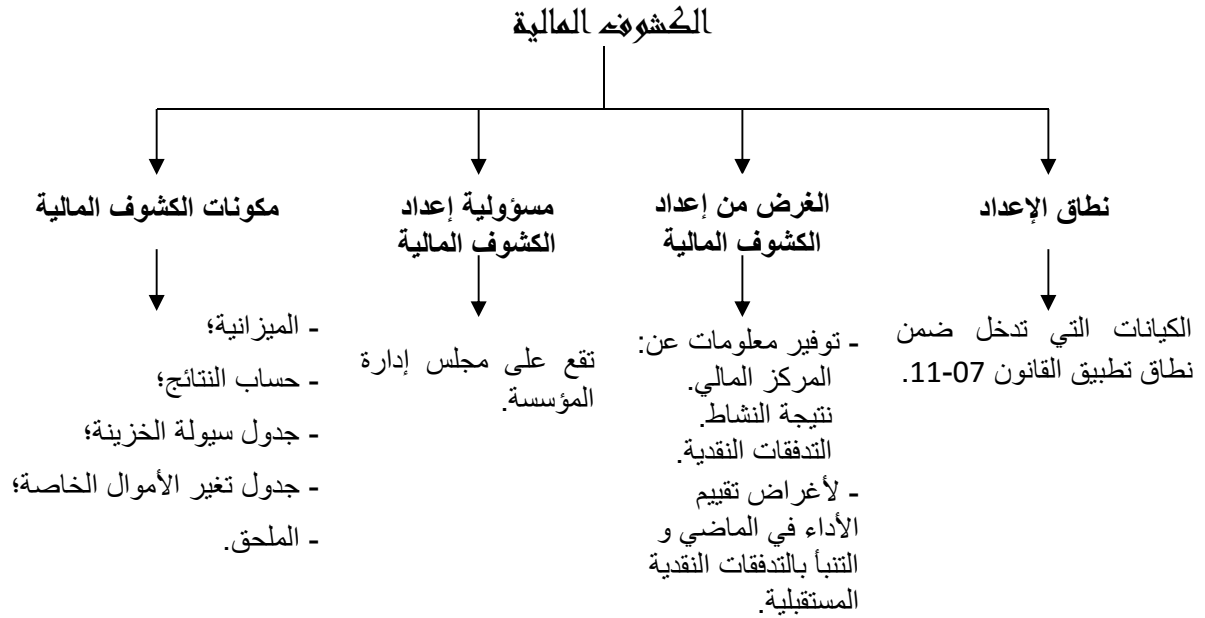 الكشوف المالية
نطاق الإعداد
الكيانات التي تدخل ضمن
نطاق تطبيق القانون 07-11.
الغرض من إعداد
الكشوف المالية
- توفير معلومات عن:
المركز المالي.
نتيجة النشاط.
التدفقات النقدية.
- لأغراض تقييم
الأداء في الماضي و
التنبأ بالتدفقات النقدية
المستقبلية.
مسؤولية إعداد
الكشوف المالية
تقع على مجلس إدارة
المؤسسة.
مكونات الكشوف المالية
- الميزانية؛
- حساب النتائج؛
- جدول سيولة الخزينة؛
- جدول تغير الأموال الخاصة؛
- الملحق.